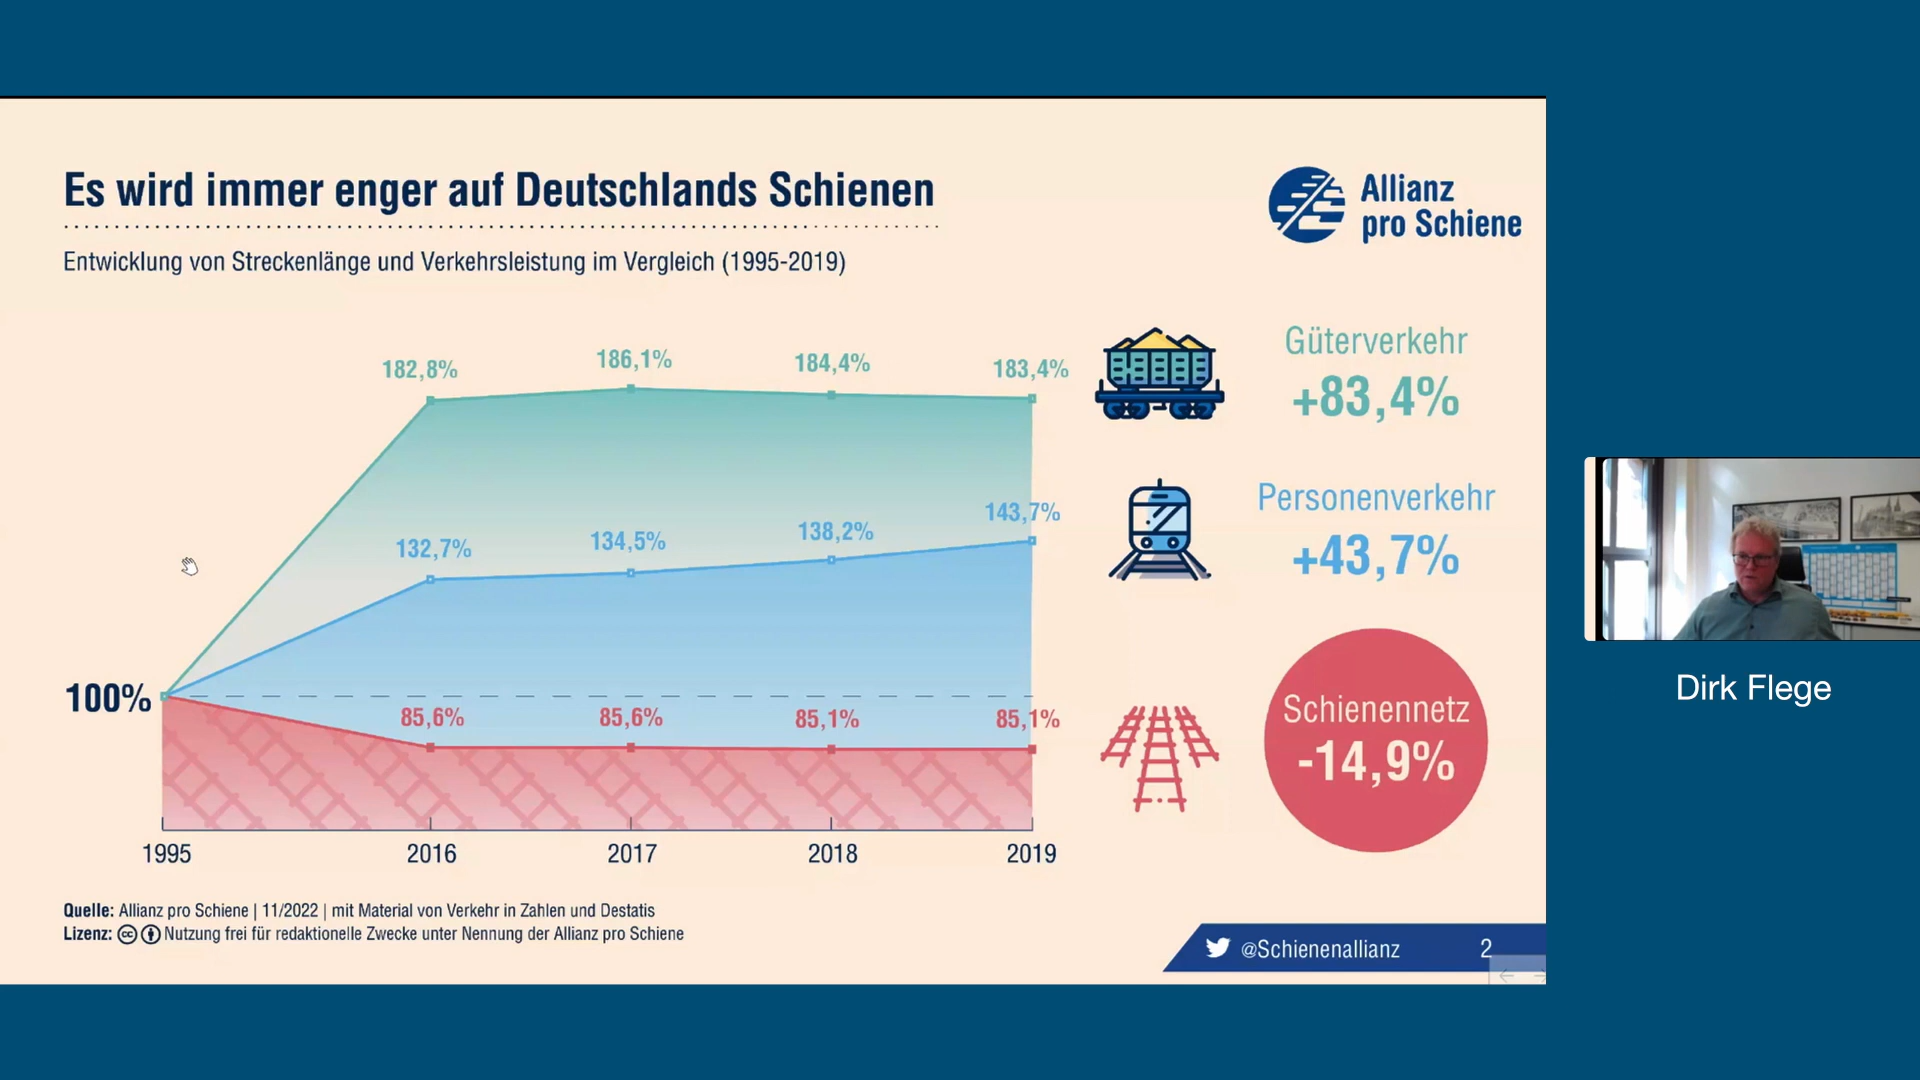 Es wird immer enger auf Deutschlands Schienen
Entwicklung von Streckenlänge und Verkehrsleistung im Vergleich (1995-2019)
Allianz
pro Schiene
182,8%
186,1%
184,4%
183,4%
132,7%
134,5%
138,2%
143,7%
100%
85,6%
85,6%
85,1%
85,1%
1995
2016
2017
2018
2019
Güterverkehr
+83,4%
Personenverkehr
+43,7%
Schienennetz
-14,9%
Quelle: Allianz pro Schiene | 11/2022 | mit Material von Verkehr in Zahlen und Destatis
Lizenz: cc Nutzung frei für redaktionelle Zwecke unter Nennung der Allianz pro Schiene
@Schienenallianz
2
Dirk Flege